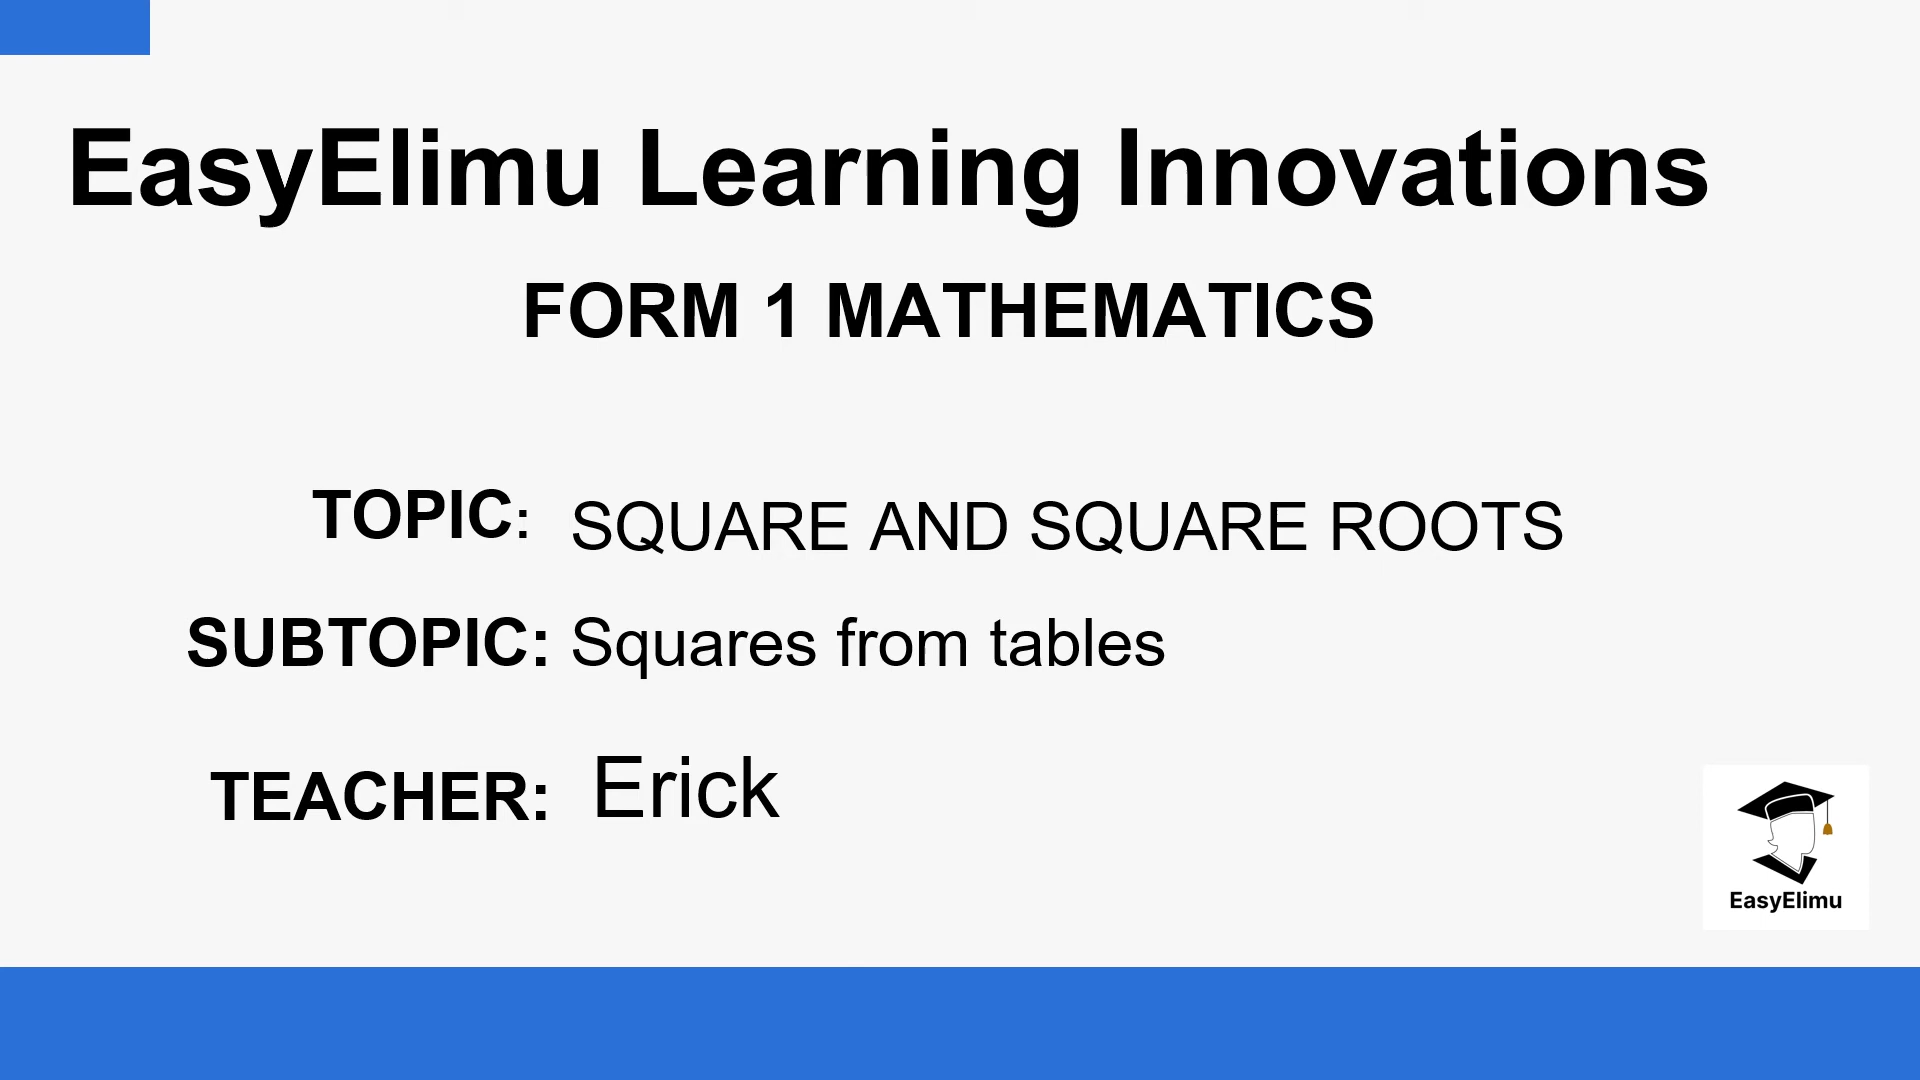 EasyElimu Learning Innovations
FORM 1 MATHEMATICS
TOPIC: SQUARE AND SQUARE ROOTS
SUBTOPIC: Squares from tables
TEACHER: Erick
EasyElimu